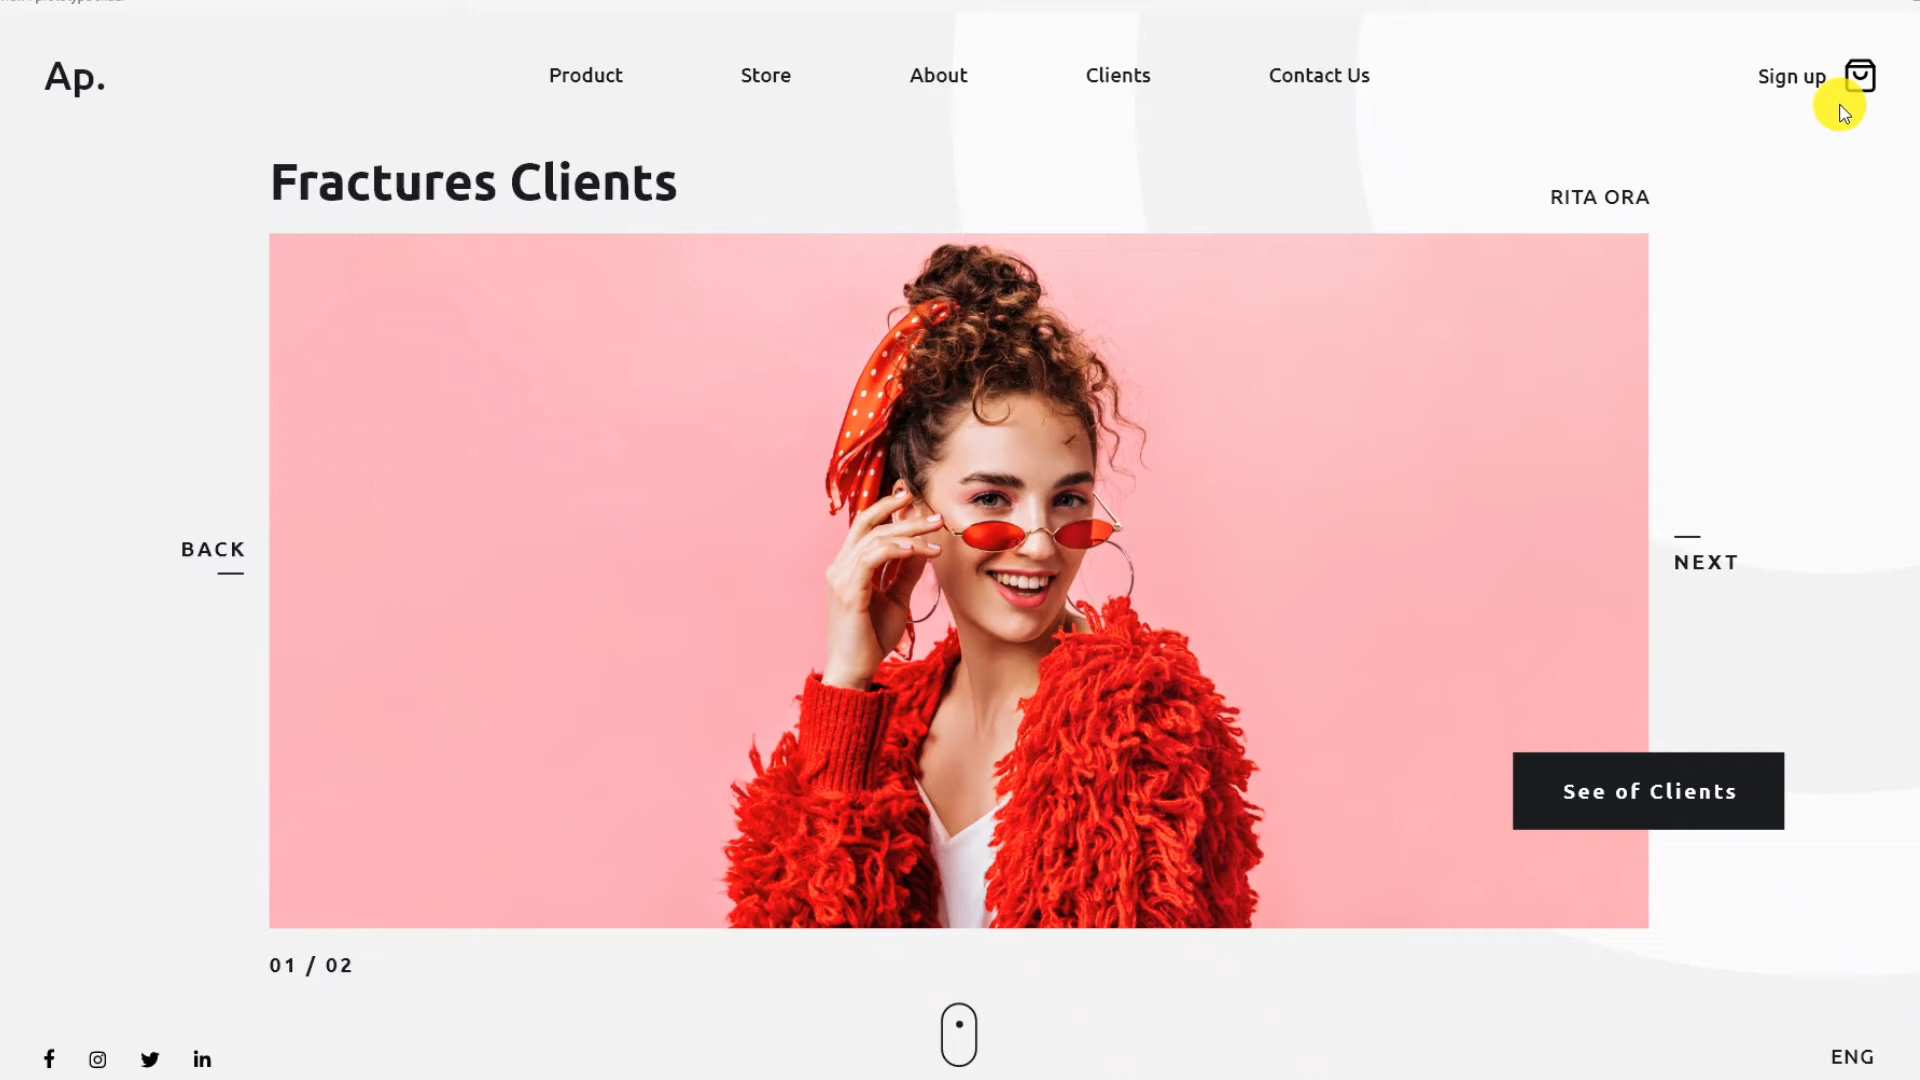 Ap.
Product
Store
About
Clients
Contact Us
Sign up
Fractures Clients
RITA ORA
BACK
NEXT
See of Clients
01 / 02
ENG